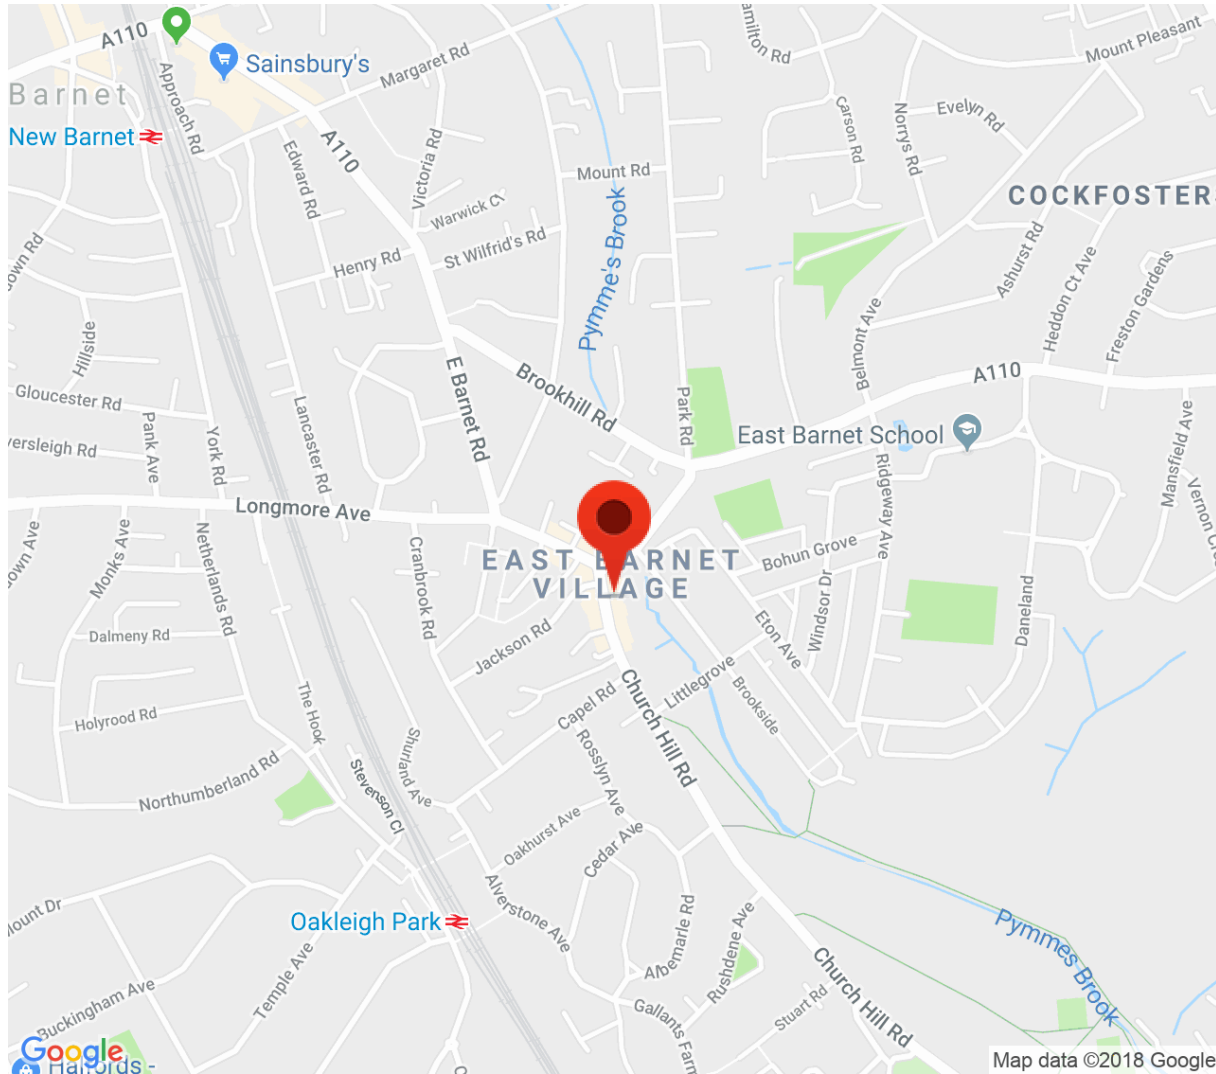 A110
Sainsbury's
Margaret Rd
Hamilton Rd
Mount Pleasant
Barnet
Approach Rd
New Barnet
A110
Edward Rd
Victoria Rd
Carson Rd
Norrys Rd
Evelyn Rd
Mount Rd
Warwick Cl
COCKFOSTERS
Pymme's Brook
St Wilfrid's Rd
Henry Rd
Ashurst Rd
Heddon Ct Ave
Freston Gardens
Hillside
Belmont Ave
E Barnet Rd
Brookhill Rd
A110
Gloucester Rd
Lancaster Rd
Park Rd
Pank Ave
York Rd
East Barnet School
Mansfield Ave
Ridgeway Ave
Longmore Ave
Netherlands Rd
Monks Ave
Cranbrook Rd
EAST BARNET
VILLAGE
Bohun Grove
Windsor Dr
Eton Ave
Daneland
Dalmeny Rd
Jackson Rd
Littlegrove
Brookside
The Hook
Holyrood Rd
Capel Rd
Church Hill Rd
Shurland Ave
Rosslyn Ave
Northumberland Rd
Stevenson Cl
Oakhurst Ave
Cedar Ave
Alverstone Ave
Oakleigh Park
Albemarle Rd
Rushdene Ave
Pymmes Brook
Temple Ave
Church Hill Rd
Buckingham Ave
Stuart Rd
Gallants Farm
Google
Halfords -
Map data ©2018 Google